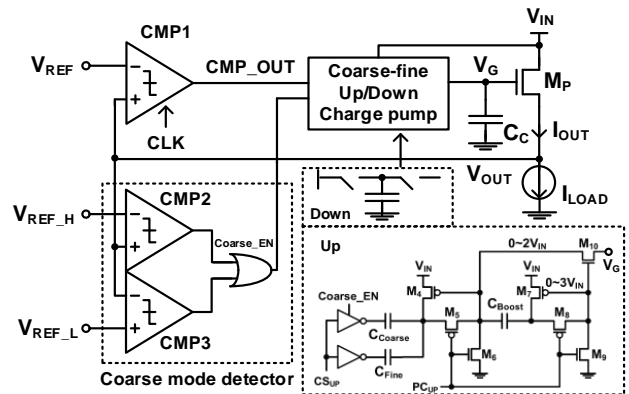 CMP1
V_REF
CMP_OUT
CLK
Coarse-fine
Up/Down
Charge pump
V_IN
V_G
M_P
C_C
I_OUT
V_OUT
I_LOAD
CMP2
V_REF_H
Coarse_EN
V_REF_L
CMP3
Coarse mode detector
Down
Up
0~2V_IN
M_10
V_G
V_IN
V_IN
0~3V_IN
M_4
M_7
Coarse_EN
C_Boost
M_5
M_8
C_Coarse
M_6
M_9
C_Fine
CS_UP
PC_UP